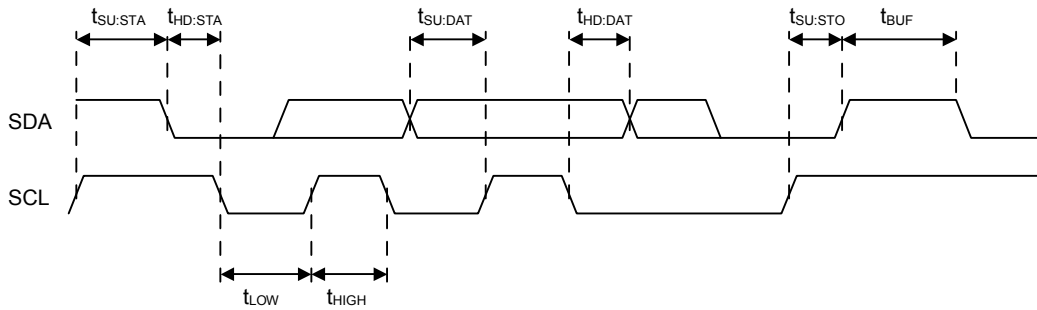 tSU:STA tHD:STA tSU:DAT tHD:DAT tSU:STO tBUF
SDA
SCL
tLOW tHIGH